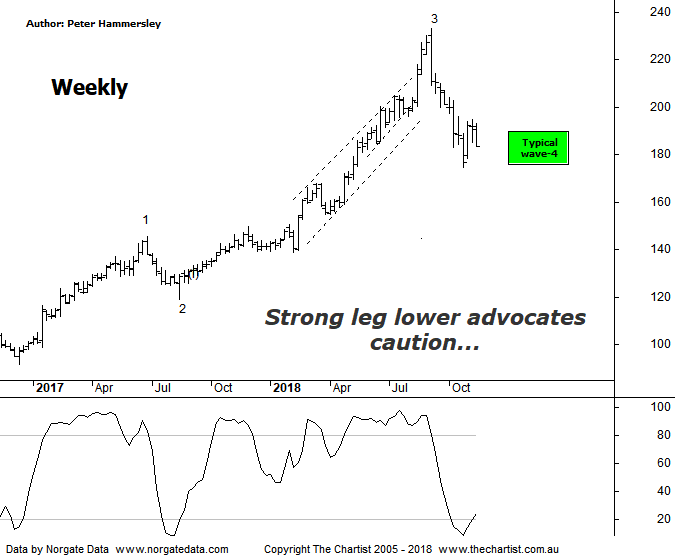 Author: Peter Hammersley
Weekly
3
240
220
200
180
160
140
120
100
Typical
wave-4
1
(1)
2
Strong leg lower advocates
caution...
2017 Apr Jul Oct 2018 Apr Jul Oct
100
80
60
40
20
Data by Norgate Data www.norgatedata.com Copyright The Chartist 2005 - 2018 www.thechartist.com.au